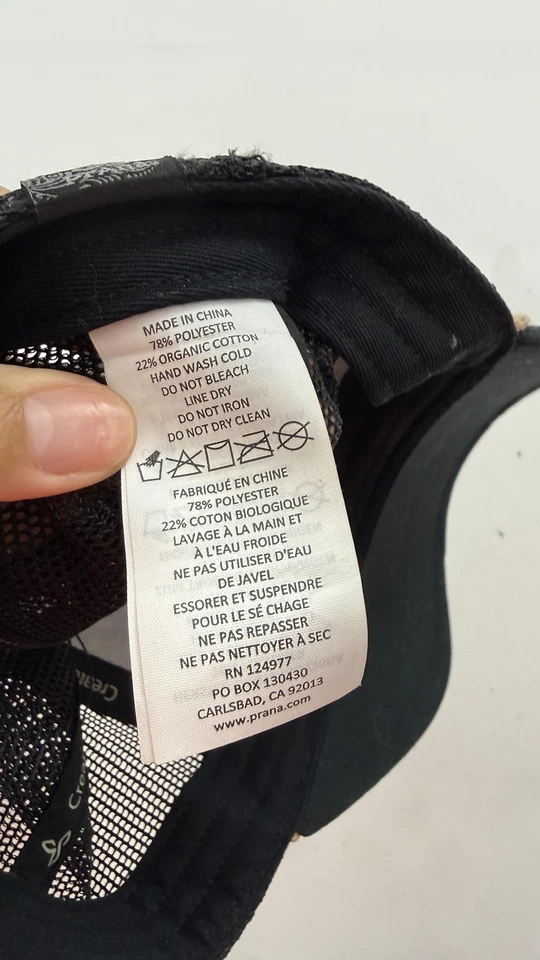 MADE IN CHINA
78% POLYESTER
22% ORGANIC COTTON
HAND WASH COLD
DO NOT BLEACH
LINE DRY
DO NOT IRON
DO NOT DRY CLEAN
FABRIQUÉ EN CHINE
78% POLYESTER
22% COTON BIOLOGIQUE
LAVAGE À LA MAIN ET
À L'EAU FROIDE
NE PAS UTILISER D'EAU
DE JAVEL
ESSORER ET SUSPENDRE
POUR LE SÉ CHAGE
NE PAS REPASSER
NE PAS NETTOYER À SEC
RN 124977
PO BOX 130430
CARLSBAD, CA 92013
www.prana.com